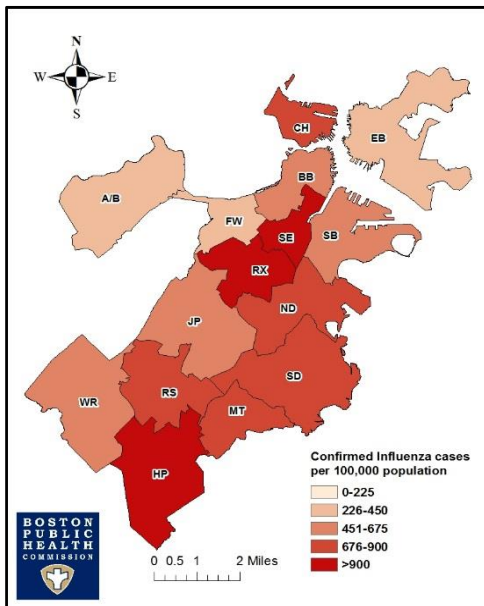 N
W E
S
CH
EB
BB
A/B
FW
SE
SB
RX
ND
JP
SD
RS
WR
MT
HP
Confirmed Influenza cases
per 100,000 population
0-225
226-450
451-675
676-900
>900
BOSTON
PUBLIC
HEALTH
COMMISSION
0 0.5 1 2 Miles